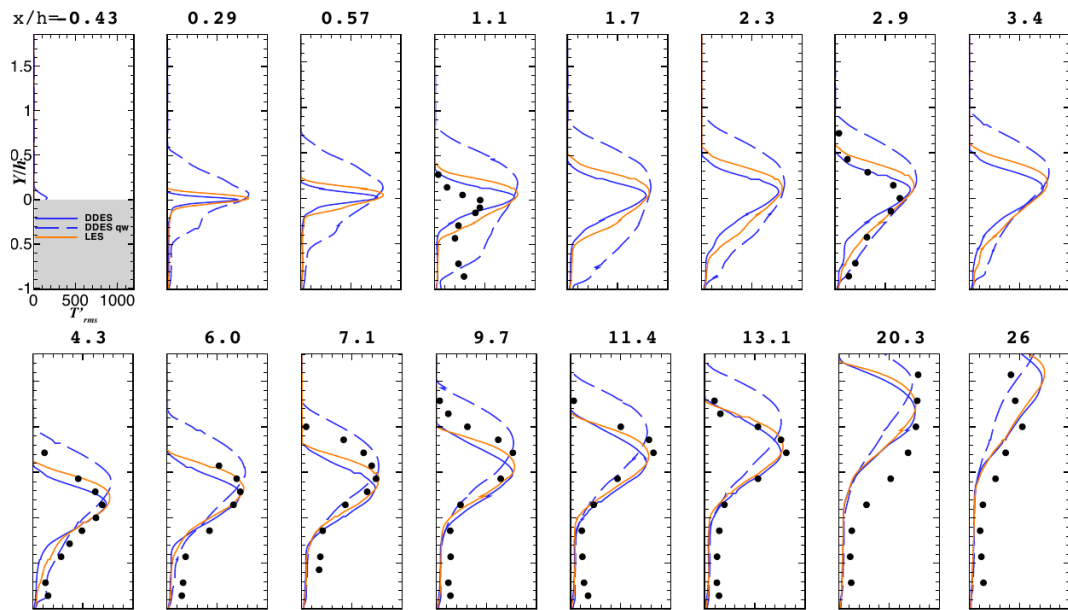 x/h=-0.43 0.29 0.57 1.1 1.7 2.3 2.9 3.4
1.5
1
0.5
Y/h
0
DDES
DDES qw
LES
0.5
-1
0 500 1000
T'rms
4.3 6.0 7.1 9.7 11.4 13.1 20.3 26